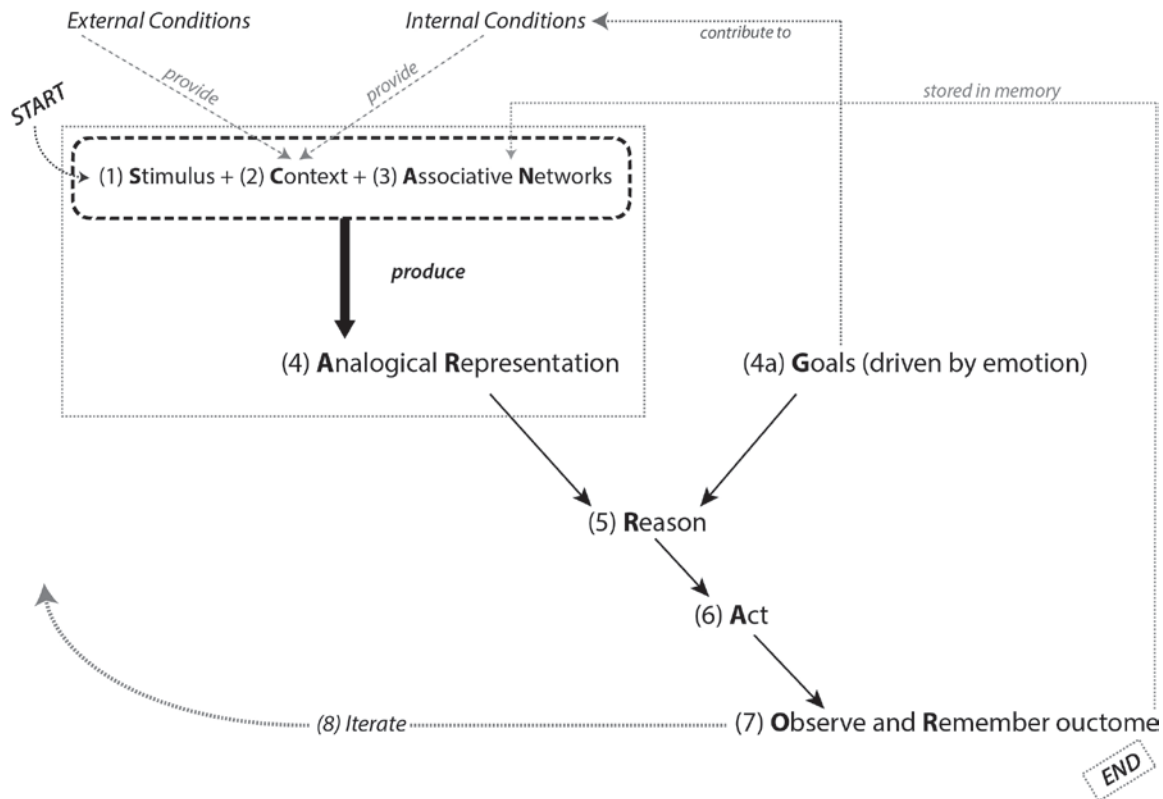 External Conditions
Internal Conditions
contribute to
provide
provide
stored in memory
START
(1) Stimulus + (2) Context + (3) Associative Networks
produce
(4) Analogical Representation
(4a) Goals (driven by emotion)
(5) Reason
(6) Act
(8) Iterate
(7) Observe and Remember ouctome
END